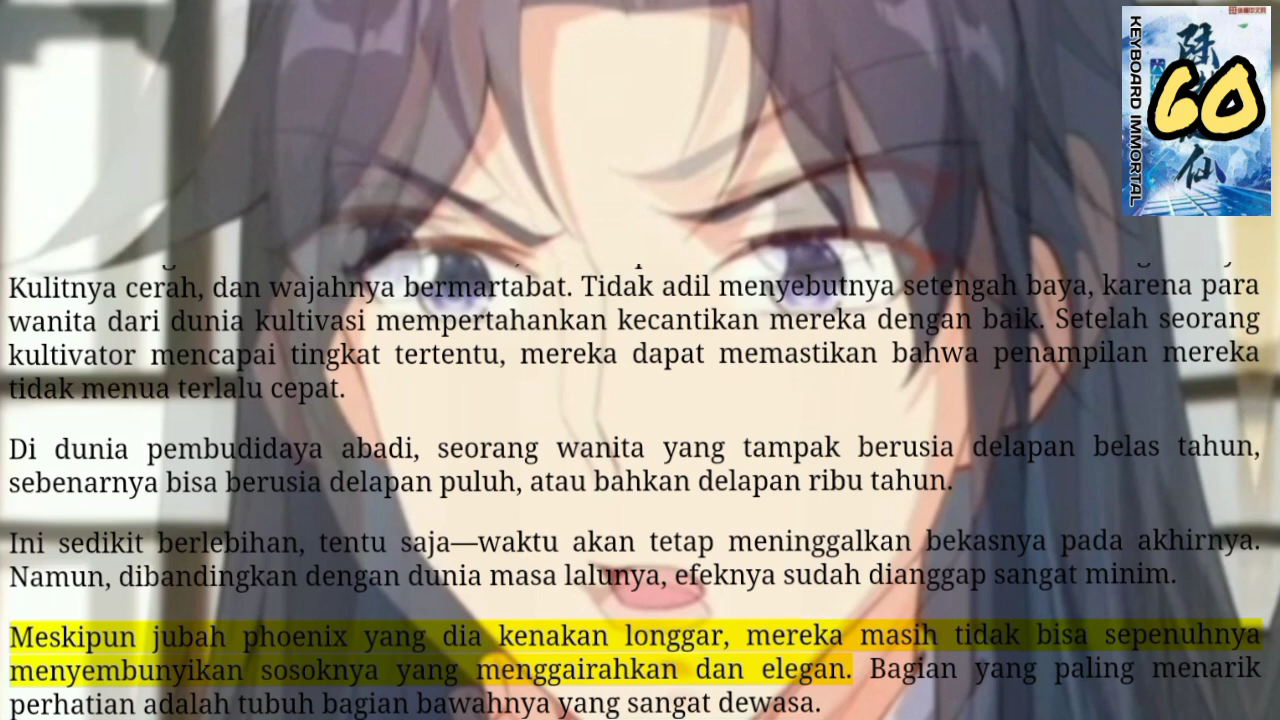 KEYBOARD IMMORTAL
60
仙
Kulitnya cerah, dan wajahnya bermartabat. Tidak adil menyebutnya setengah baya, karena para
wanita dari dunia kultivasi mempertahankan kecantikan mereka dengan baik. Setelah seorang
kultivator mencapai tingkat tertentu, mereka dapat memastikan bahwa penampilan mereka
tidak menua terlalu cepat.
Di dunia pembudidaya abadi, seorang wanita yang tampak berusia delapan belas tahun,
sebenarnya bisa berusia delapan puluh, atau bahkan delapan ribu tahun.
Ini sedikit berlebihan, tentu saja—waktu akan tetap meninggalkan bekasnya pada akhirnya.
Namun, dibandingkan dengan dunia masa lalunya, efeknya sudah dianggap sangat minim.
Meskipun jubah phoenix yang dia kenakan longgar, mereka masih tidak bisa sepenuhnya
menyembunyikan sosoknya yang menggairahkan dan elegan. Bagian yang paling menarik
perhatian adalah tubuh bagian bawahnya yang sangat dewasa.